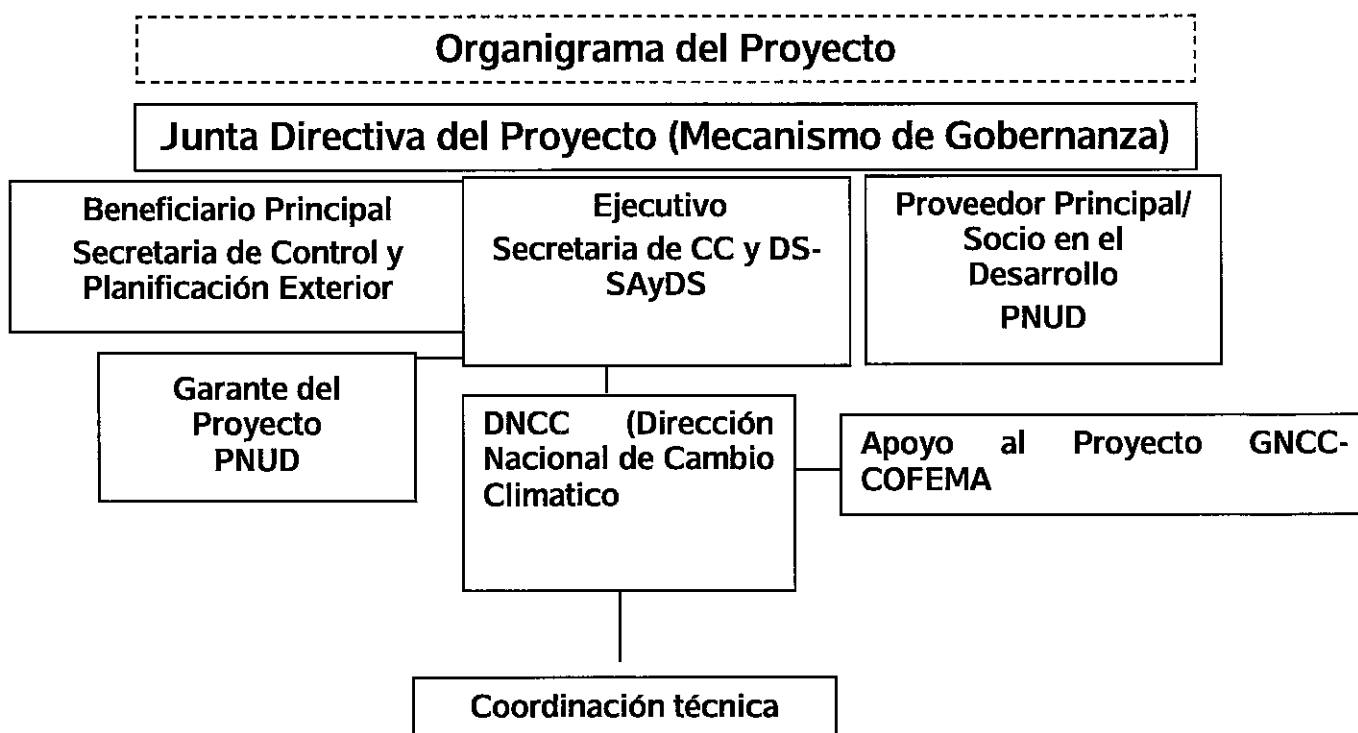 Organigrama del Proyecto
Junta Directiva del Proyecto (Mecanismo de Gobernanza)
Beneficiario Principal
Secretaria de Control y
Planificación Exterior
Ejecutivo
Secretaria de CC y DS-
SAyDS
Proveedor Principal/
Socio en el
Desarrollo
PNUD
Garante del
Proyecto
PNUD
DNCC (Dirección
Nacional de Cambio
Climatico
Apoyo al Proyecto GNCC-
COFEMA
Coordinación técnica